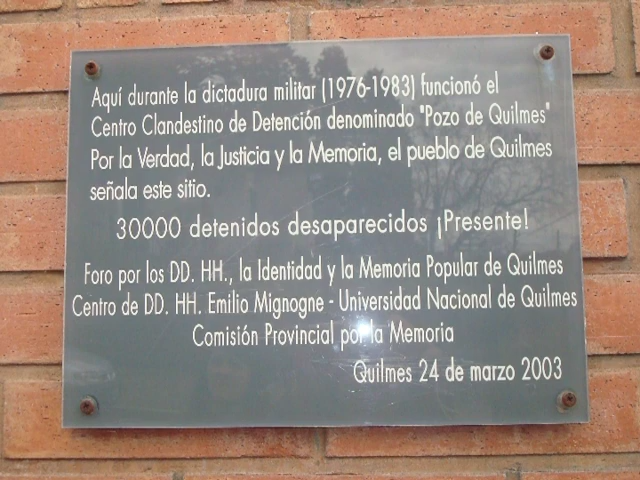 Aquí durante la dictadura militar (1976-1983) funcionó el
Centro Clandestino de Detención denominado "Pozo de Quilmes"
Por la Verdad, la Justicia y la Memoria, el pueblo de Quilmes
señala este sitio.
30000 detenidos desaparecidos ¡Presente!
Foro por los DD. HH., la Identidad y la Memoria Popular de Quilmes
Centro de DD. HH. Emilio Mignogne - Universidad Nacional de Quilmes
Comisión Provincial por la Memoria
Quilmes 24 de marzo 2003